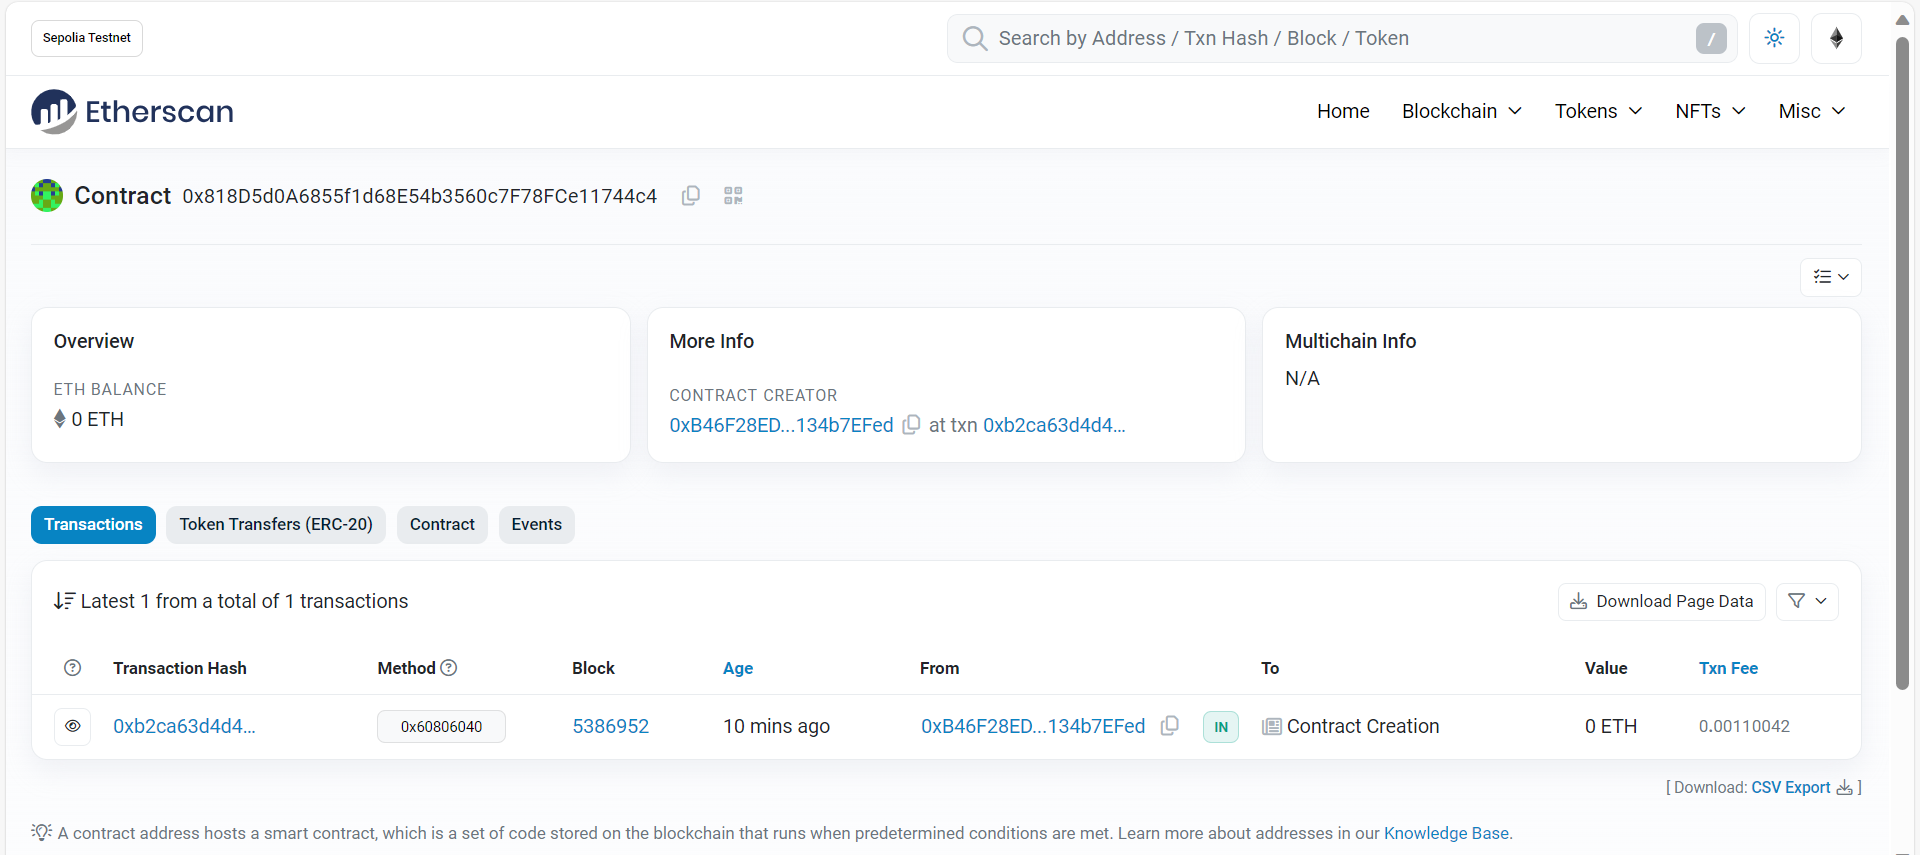 Sepolia Testnet
Search by Address / Txn Hash / Block / Token
/
Etherscan
Home Blockchain Tokens NFTs Misc
Contract 0x818D5d0A6855f1d68E54b3560c7F78FCe11744c4
Overview
ETH BALANCE
0 ETH
More Info
CONTRACT CREATOR
0xB46F28ED...134b7EFed at txn 0xb2ca63d4d4...
Multichain Info
N/A
Transactions Token Transfers (ERC-20) Contract Events
Latest 1 from a total of 1 transactions
Download Page Data
Transaction Hash Method Block Age From To Value Txn Fee
0xb2ca63d4d4... 0x60806040 5386952 10 mins ago 0xB46F28ED...134b7EFed IN Contract Creation 0 ETH 0.00110042
[ Download: CSV Export ]
A contract address hosts a smart contract, which is a set of code stored on the blockchain that runs when predetermined conditions are met. Learn more about addresses in our Knowledge Base.